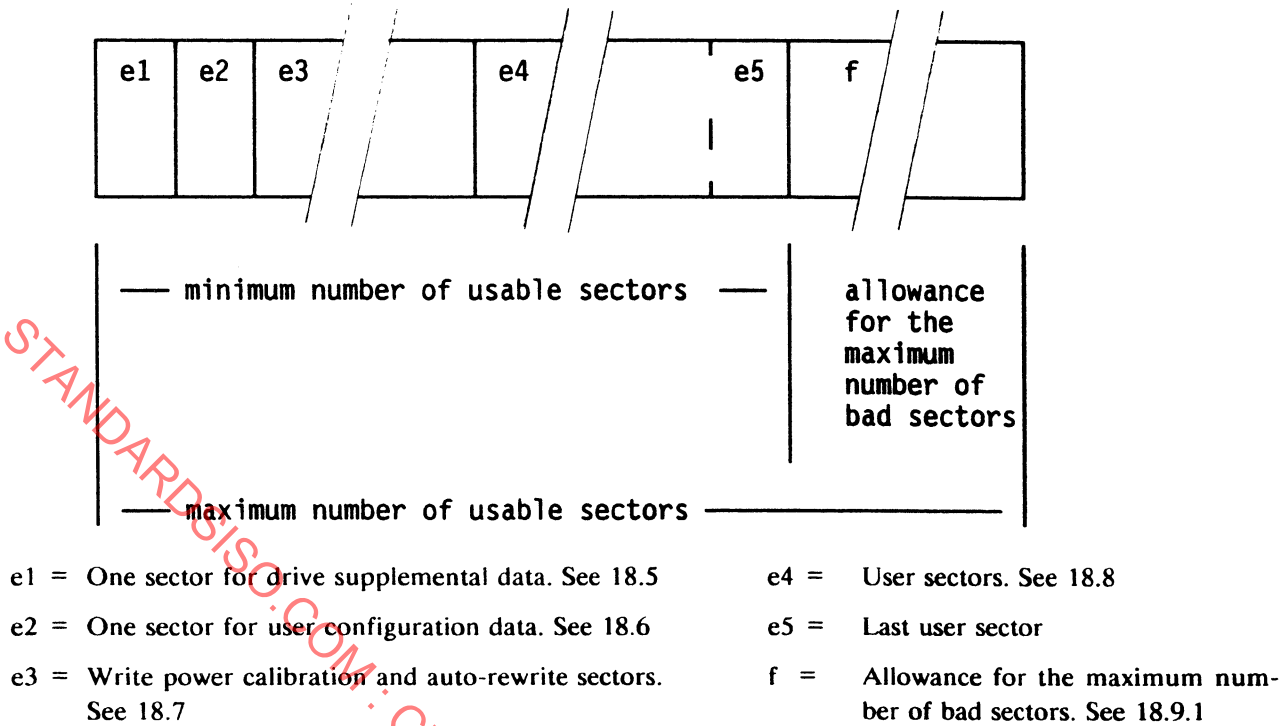 e1 e2 e3 e4 e5 f
minimum number of usable sectors
allowance
for the
maximum
number of
bad sectors
maximum number of usable sectors
e1 = One sector for drive supplemental data. See 18.5
e2 = One sector for user configuration data. See 18.6
e3 = Write power calibration and auto-rewrite sectors.
See 18.7
e4 = User sectors. See 18.8
e5 = Last user sector
f = Allowance for the maximum num-
ber of bad sectors. See 18.9.1
STANDARDSISO.COM :